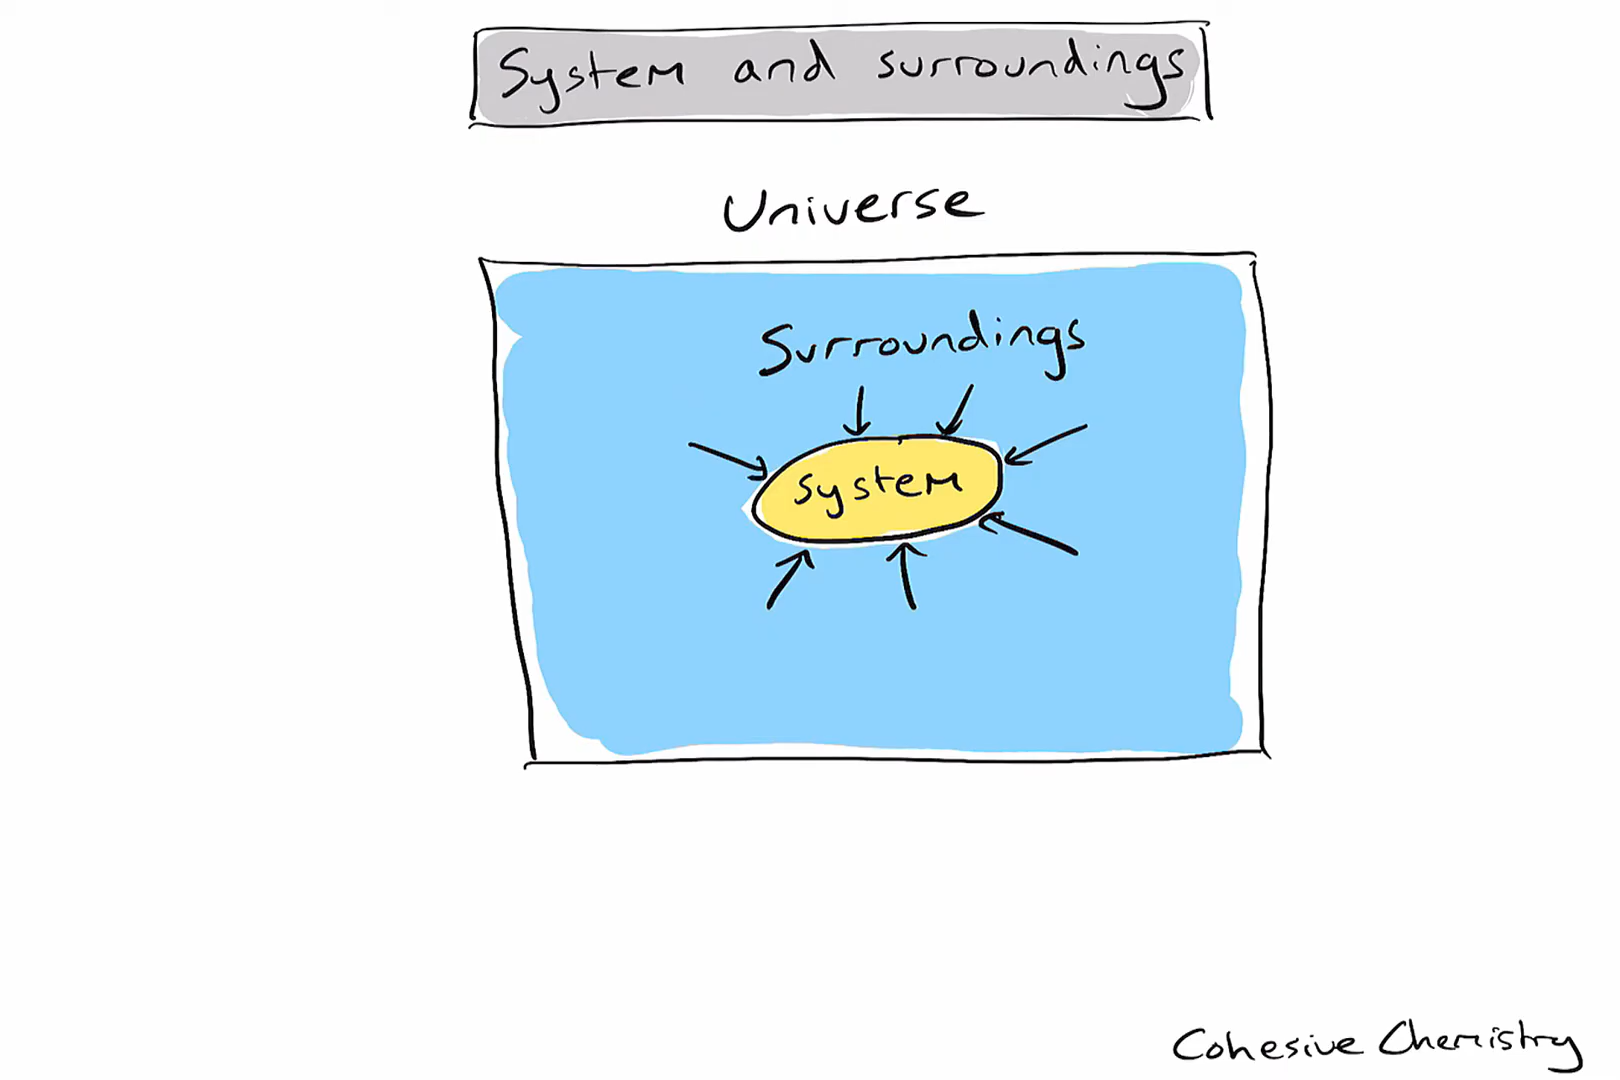 System and surroundings
Universe
Surroundings
system
Cohesive Chemistry